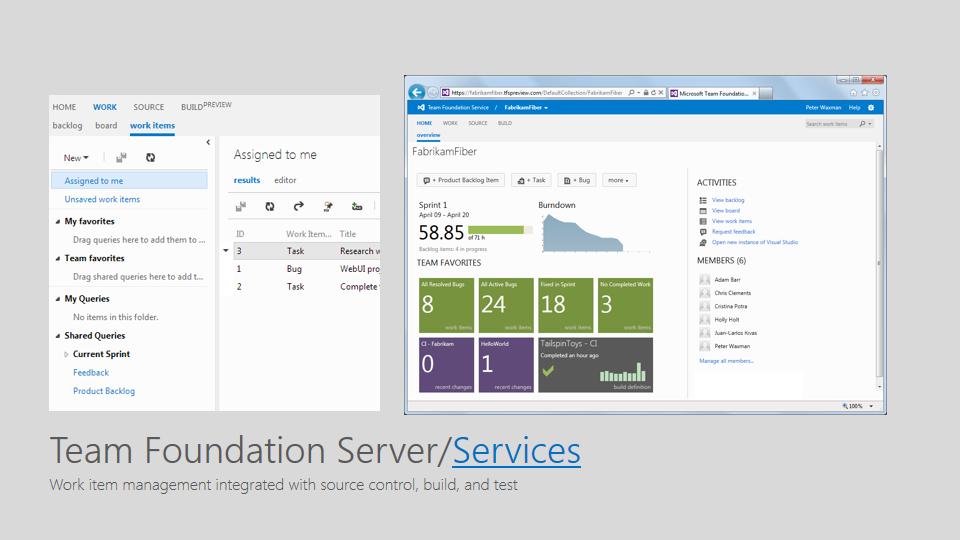 HOME WORK SOURCE BUILD PREVIEW
backlog board work items
New
Assigned to me
Unsaved work items
My favorites
Drag queries here to add them to ...
Team favorites
Drag shared queries here to add t...
My Queries
No items in this folder.
Shared Queries
Current Sprint
Feedback
Product Backlog
Assigned to me
results editor
ID Work Item... Title
3 Task Research w
1 Bug WebUI proj
2 Task Complete
https://fabrikamfiber.tfspreview.com/DefaultCollection/FabrikamFiber
Microsoft Team Foundatio...
Team Foundation Service / FabrikamFiber
Peter Waxman Help
HOME WORK SOURCE BUILD
Search work items
overview
FabrikamFiber
+ Product Backlog Item + Task + Bug more
Sprint 1
April 09 - April 20
58.85
of 71 h
Backlog items: 4 in progress
Burndown
TEAM FAVORITES
All Resolved Bugs
8
work items
All Active Bugs
24
work items
Fixed in Sprint
18
work items
No Completed Work
3
work items
CI - Fabrikam
0
recent changes
HelloWorld
1
recent changes
TailspinToys - CI
Completed an hour ago
build definition
ACTIVITIES
View backlog
View board
View work items
Request feedback
Open new instance of Visual Studio
MEMBERS (6)
Adam Barr
Chris Clements
Cristina Potra
Holly Holt
Juan-Carlos Rivas
Peter Waxman
Manage all members...
100%
Team Foundation Server/Services
Work item management integrated with source control, build, and test